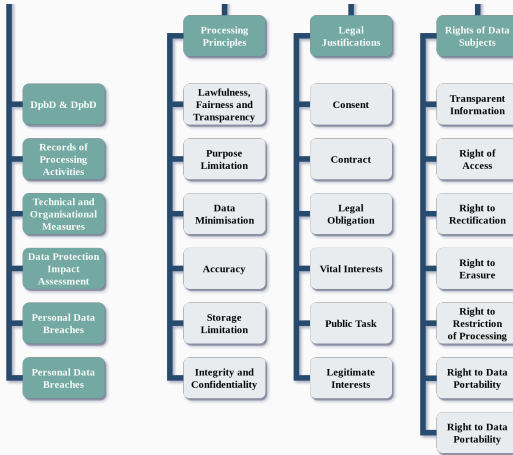 DpbD & DpbD
Records of
Processing
Activities
Technical and
Organisational
Measures
Data Protection
Impact
Assessment
Personal Data
Breaches
Personal Data
Breaches
Processing
Principles
Lawfulness,
Fairness and
Transparency
Purpose
Limitation
Data
Minimisation
Accuracy
Storage
Limitation
Integrity and
Confidentiality
Legal
Justifications
Consent
Contract
Legal
Obligation
Vital Interests
Public Task
Legitimate
Interests
Rights of Data
Subjects
Transparent
Information
Right of
Access
Right to
Rectification
Right to
Erasure
Right to
Restriction
of Processing
Right to Data
Portability
Right to Data
Portability